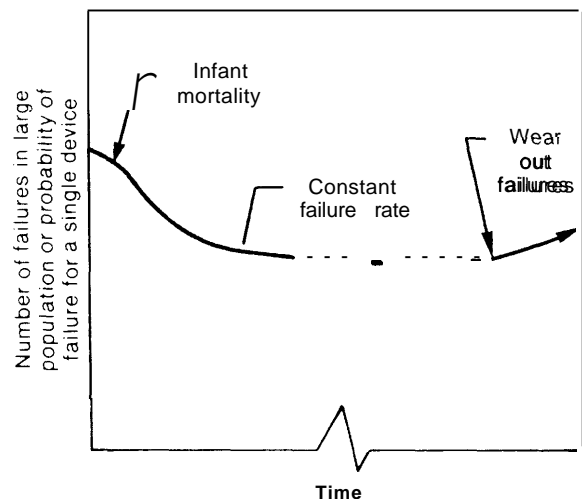 Number of failures in large
population or probability of
failure for a single device
Infant
mortality
Constant
failure rate
Wear
out
failures
Time